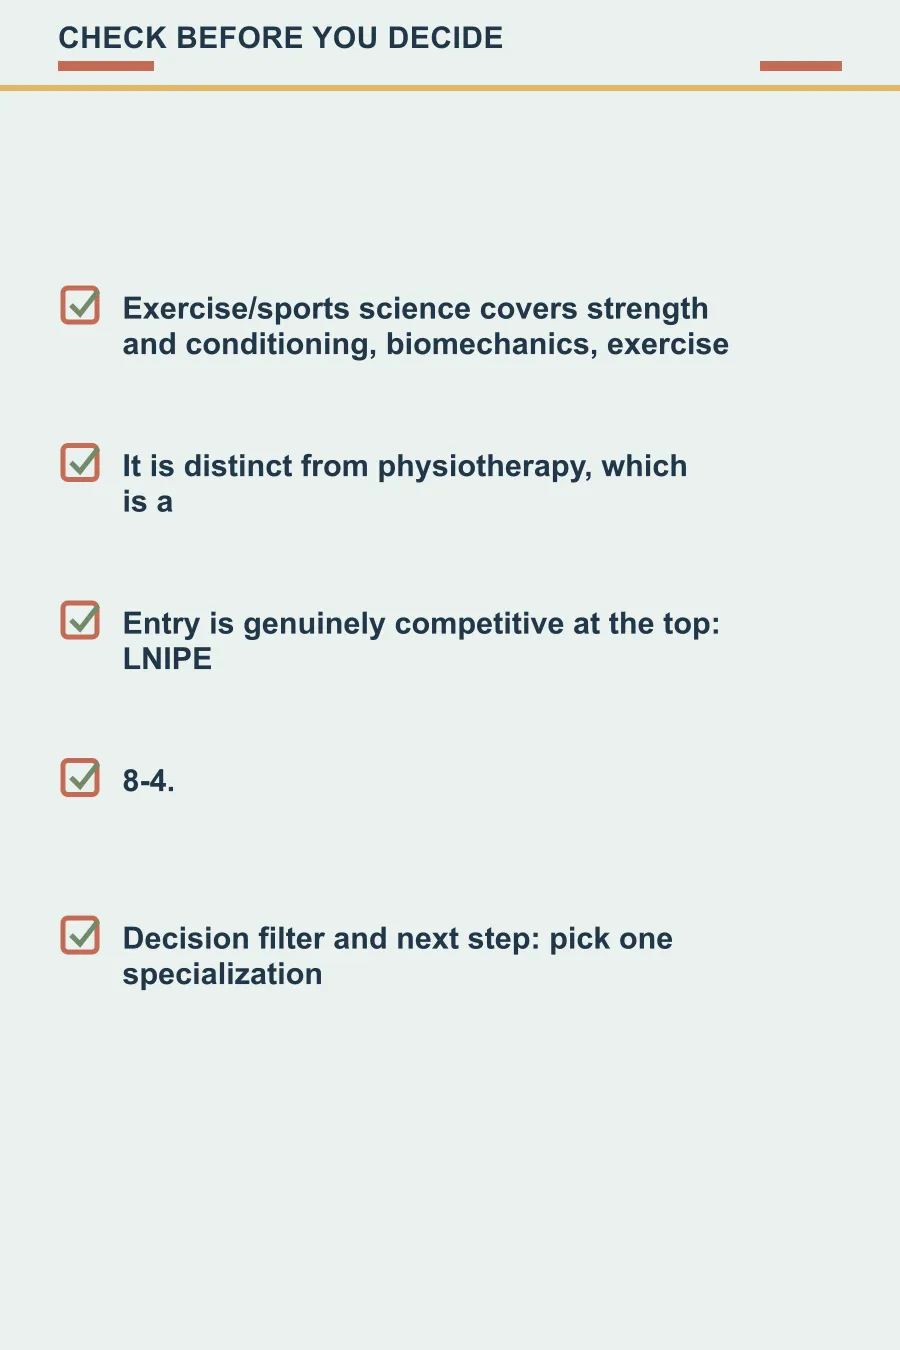 CHECK BEFORE YOU DECIDE
Exercise/sports science covers strength
and conditioning, biomechanics, exercise
It is distinct from physiotherapy, which
is a
Entry is genuinely competitive at the top:
LNIPE
8-4.
Decision filter and next step: pick one
specialization